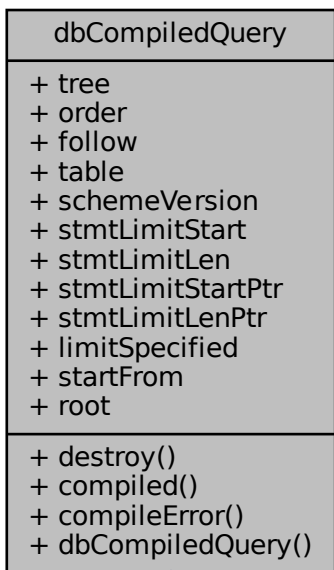 dbCompiledQuery
+ tree
+ order
+ follow
+ table
+ schemeVersion
+ stmtLimitStart
+ stmtLimitLen
+ stmtLimitStartPtr
+ stmtLimitLenPtr
+ limitSpecified
+ startFrom
+ root
+ destroy()
+ compiled()
+ compileError()
+ dbCompiledQuery()